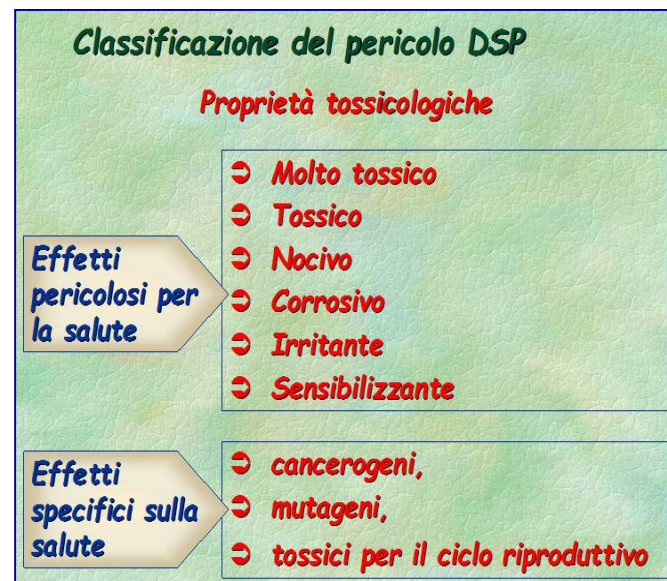 Classificazione del pericolo DSP
Proprietà tossicologiche
Effetti
pericolosi per
la salute
Molto tossico
Tossico
Nocivo
Corrosivo
Irritante
Sensibilizzante
Effetti
specifici sulla
salute
cancerogeni,
mutageni,
tossici per il ciclo riproduttivo